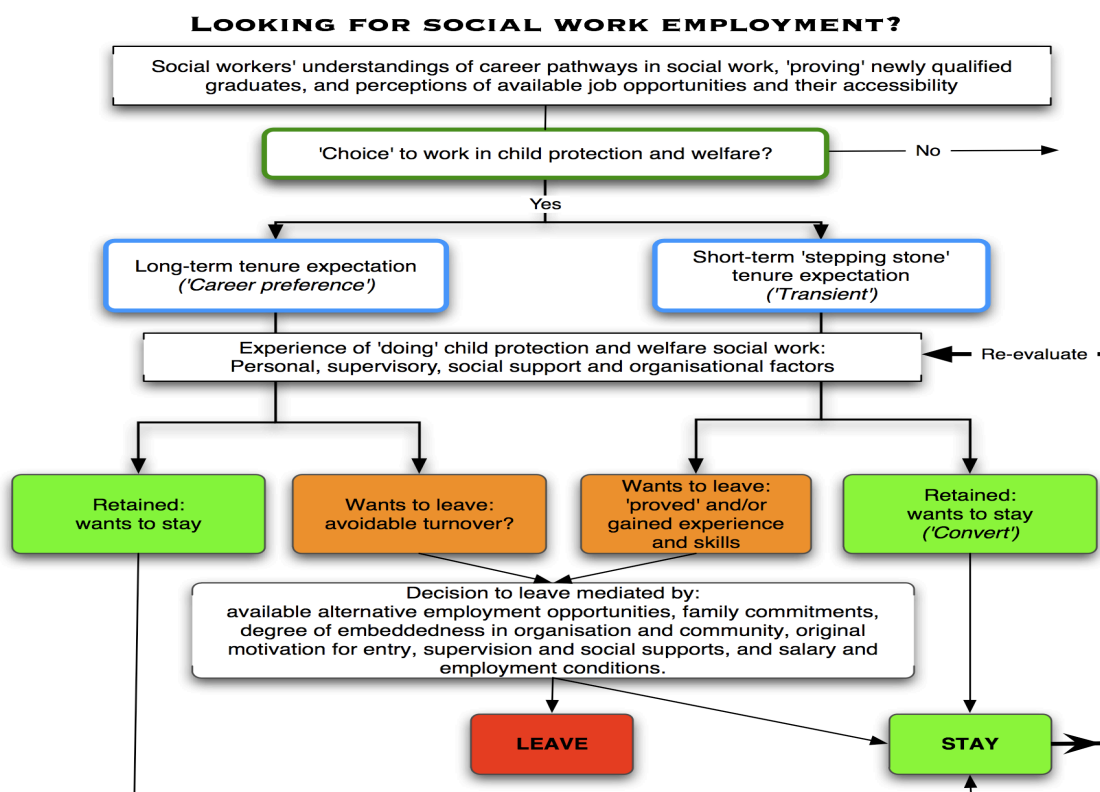 LOOKING FOR SOCIAL WORK EMPLOYMENT?
Social workers' understandings of career pathways in social work, 'proving' newly qualified
graduates, and perceptions of available job opportunities and their accessibility
'Choice' to work in child protection and welfare?
No
Yes
Long-term tenure expectation
('Career preference')
Short-term 'stepping stone'
tenure expectation
('Transient')
Experience of 'doing' child protection and welfare social work:
Personal, supervisory, social support and organisational factors
Re-evaluate
Retained:
wants to stay
Wants to leave:
avoidable turnover?
Wants to leave:
'proved' and/or
gained experience
and skills
Retained:
wants to stay
('Convert')
Decision to leave mediated by:
available alternative employment opportunities, family commitments,
degree of embeddedness in organisation and community, original
motivation for entry, supervision and social supports, and salary and
employment conditions.
LEAVE
STAY